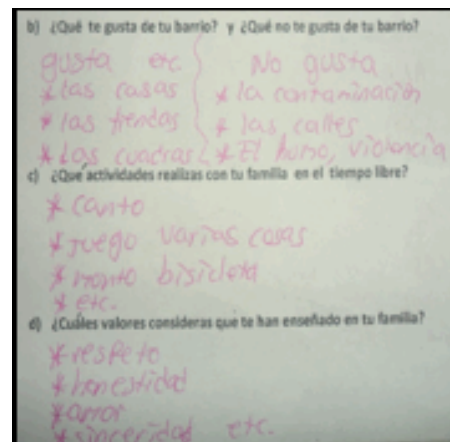 b) ¿Qué te gusta de tu barrio? y ¿Qué no te gusta de tu barrio?
gusta etc No gusta
* las casas * la contaminación
* las tiendas * las calles
* Las cuadras * El humo, violencia
c) ¿Qué actividades realizas con tu familia en el tiempo libre?
* canto
* Juego varias cosas
* monto bisicleta
* etc.
d) ¿Cuáles valores consideras que te han enseñado en tu familia?
* respeto
* honestidad
* amor
* sinceridad etc.